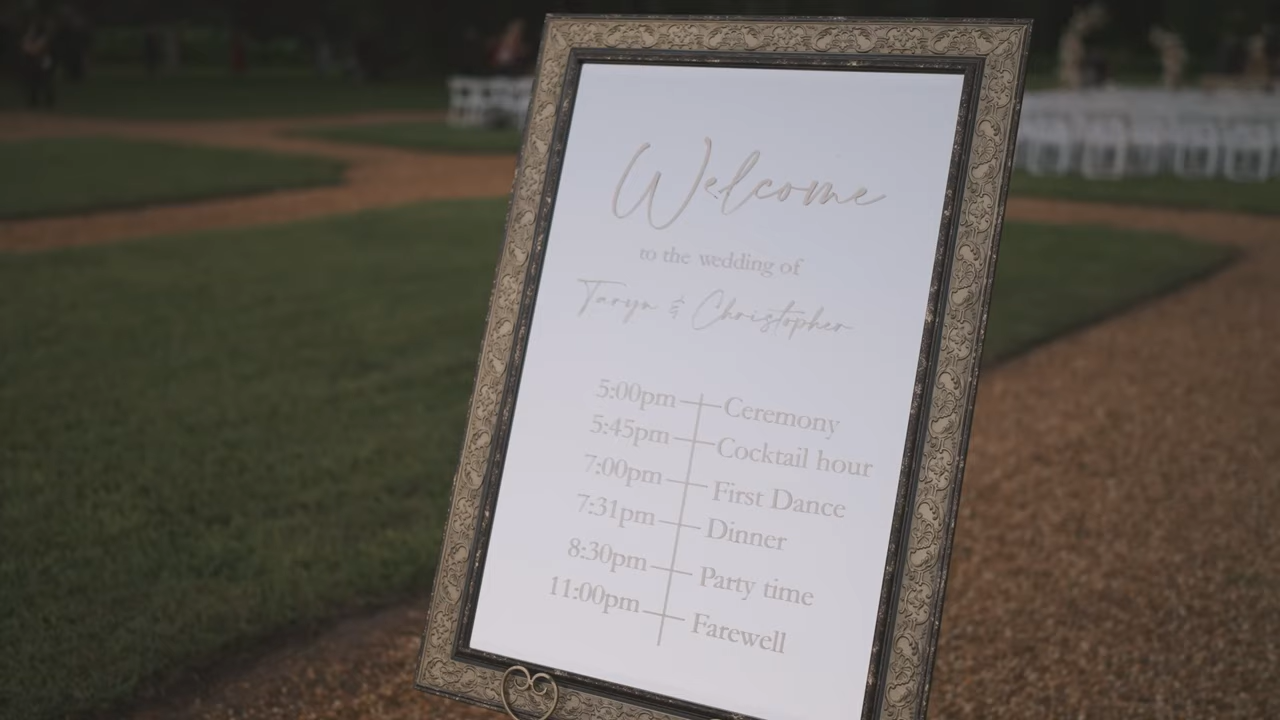 Welcome
to the wedding of
Taryn & Christopher
5:00pm Ceremony
5:45pm Cocktail hour
7:00pm First Dance
7:31pm Dinner
8:30pm Party time
11:00pm Farewell